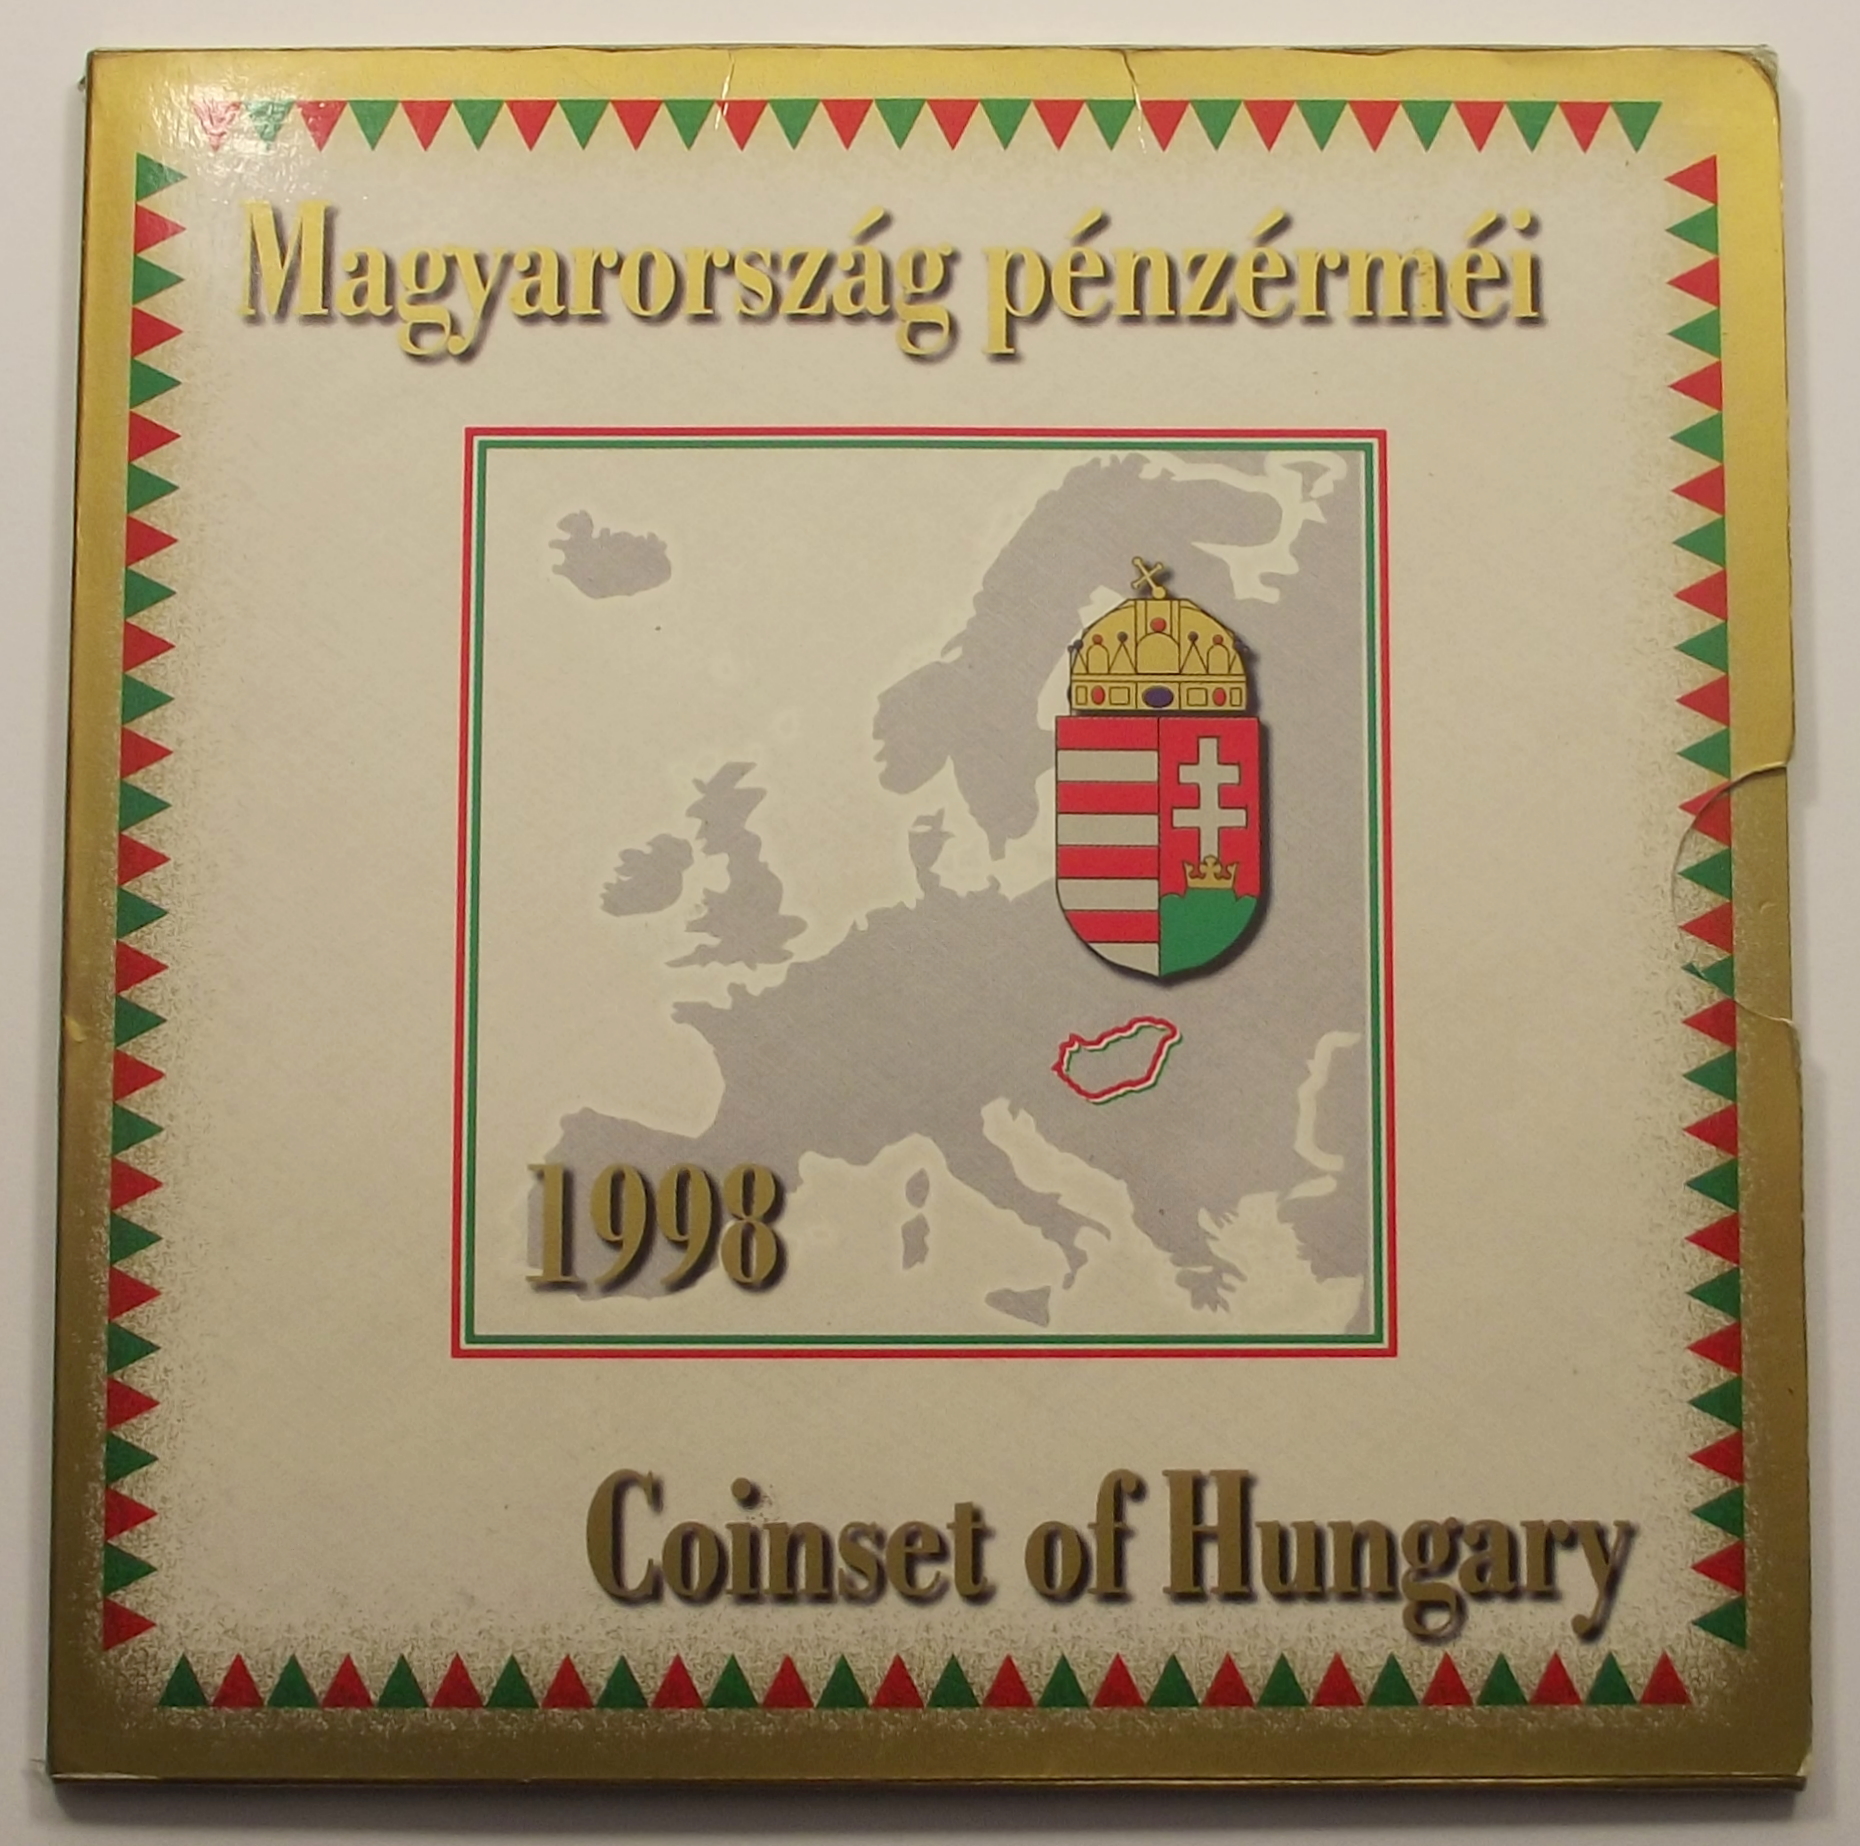 Magyarország pénzérméi
1998
Coinset of Hungary